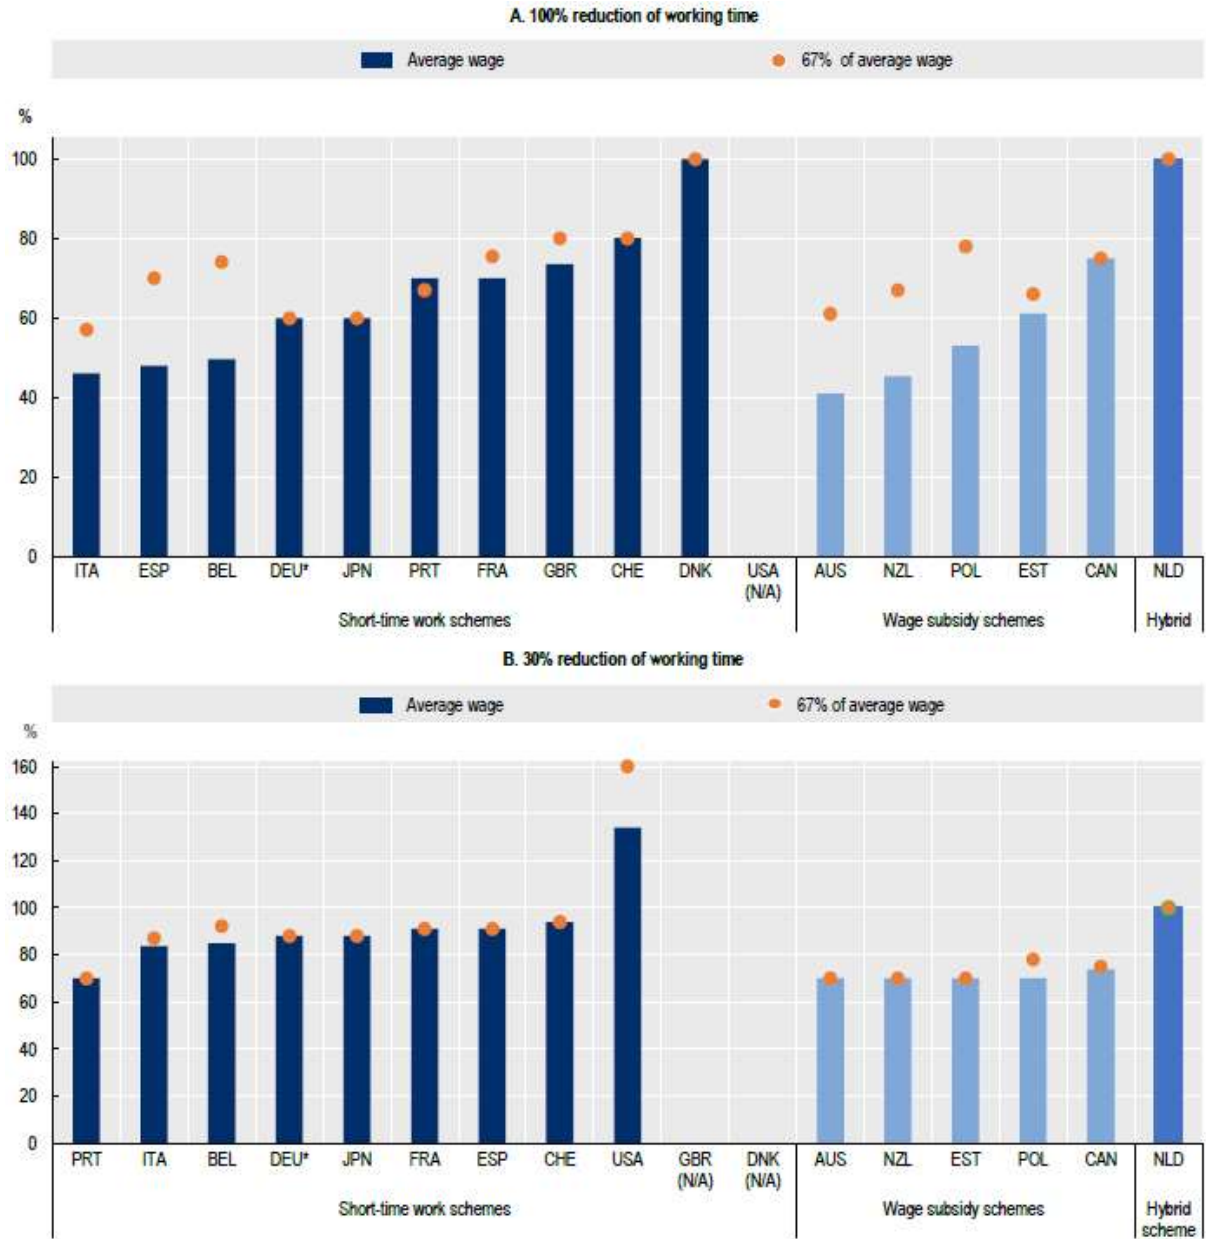 A. 100% reduction of working time
Average wage 67% of average wage
%
100
80
60
40
20
0
ITA ESP BEL DEU* JPN PRT FRA GBR CHE DNK USA AUS NZL POL EST CAN NLD
(N/A)
Short-time work schemes Wage subsidy schemes Hybrid
B. 30% reduction of working time
Average wage 67% of average wage
%
160
140
120
100
80
60
40
20
0
PRT ITA BEL DEU* JPN FRA ESP CHE USA GBR DNK AUS NZL EST POL CAN NLD
(N/A) (N/A)
Short-time work schemes Wage subsidy schemes Hybrid
scheme